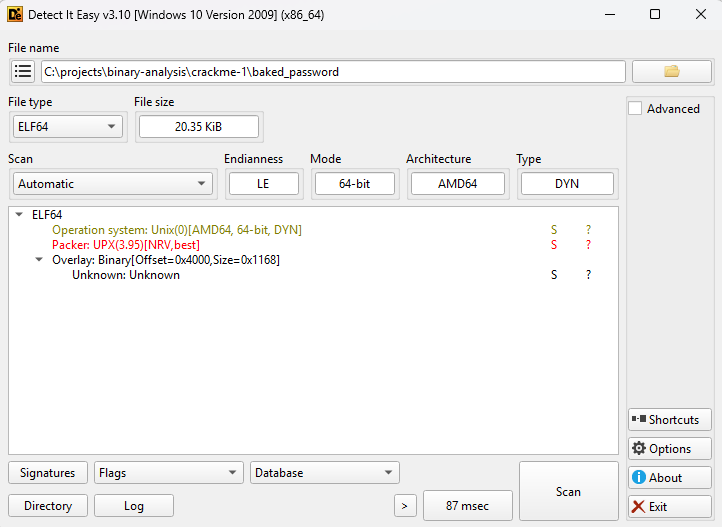 Detect It Easy v3.10 [Windows 10 Version 2009] (x86_64)
File name
C:\projects\binary-analysis\crackme-1\baked_password
File type
File size
Advanced
ELF64
20.35 KiB
Scan
Endianness
Mode
Architecture
Type
Automatic
LE
64-bit
AMD64
DYN
ELF64
Operation system: Unix(0)[AMD64, 64-bit, DYN] S ?
Packer: UPX(3.95)[NRV,best] S ?
Overlay: Binary[Offset=0x4000,Size=0x1168]
Unknown: Unknown S ?
Shortcuts
Options
About
Exit
Signatures
Flags
Database
Scan
Directory
Log
>
87 msec